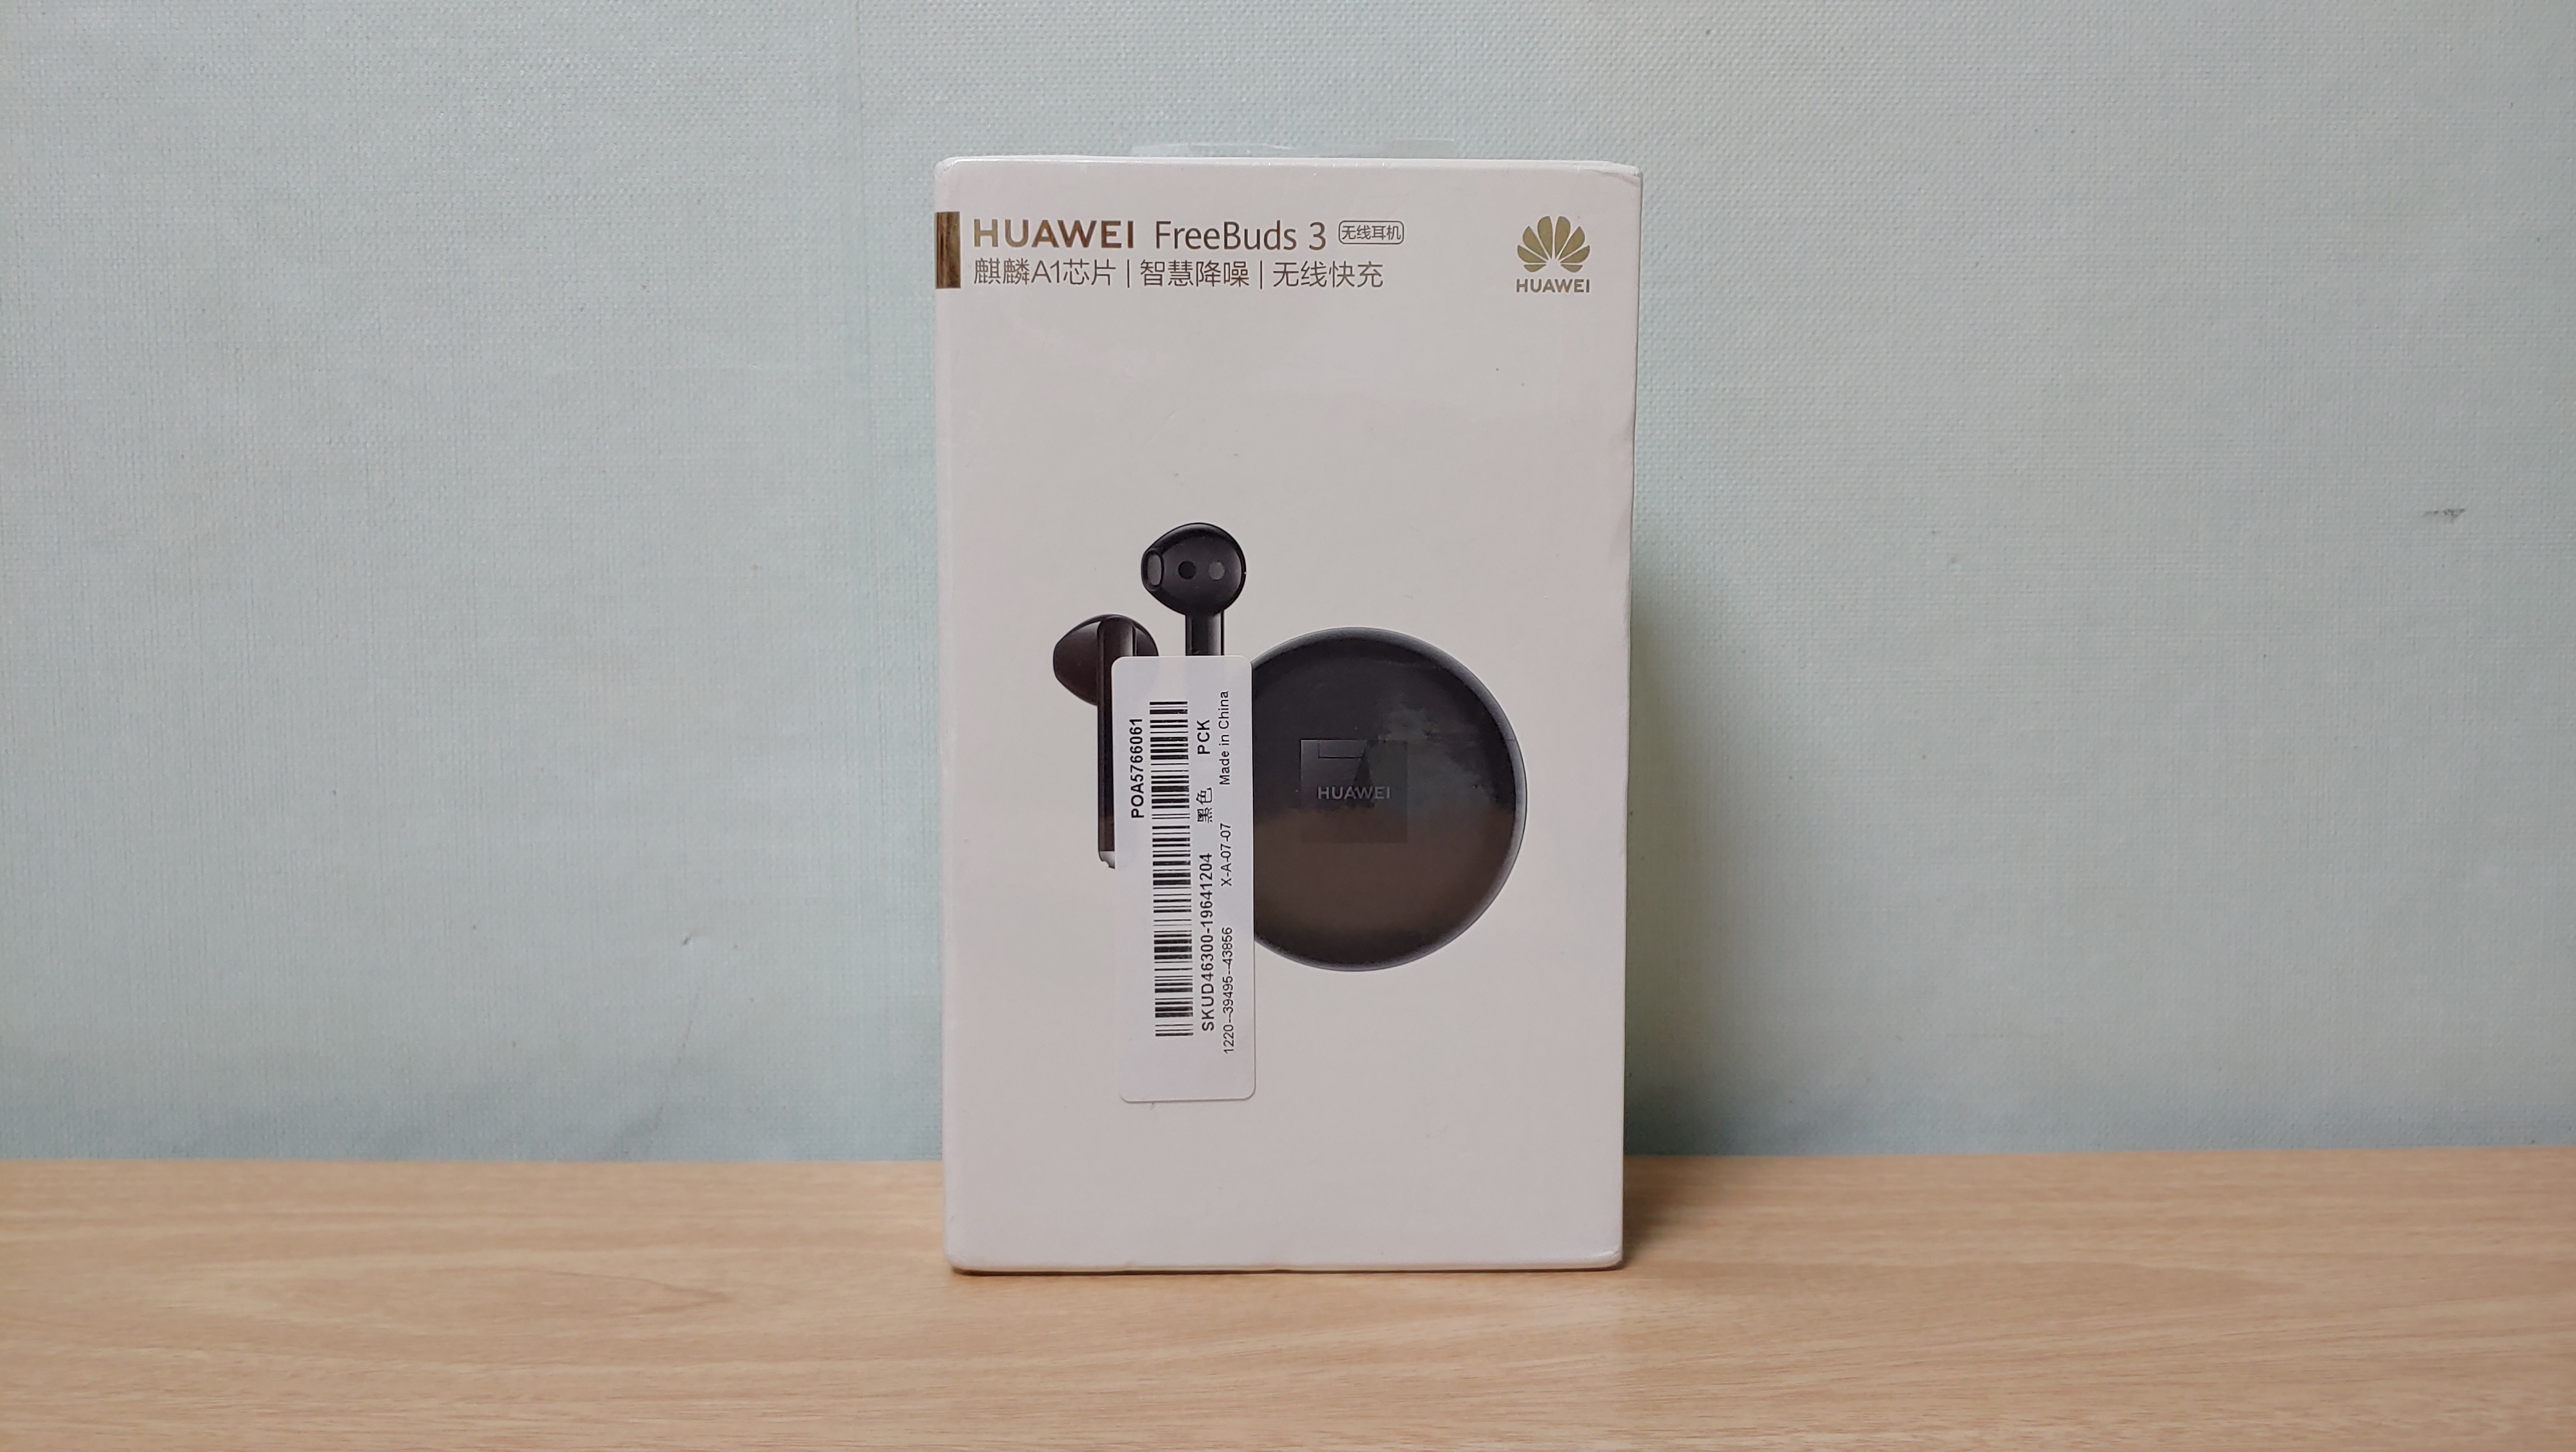 HUAWEI FreeBuds 3 无线耳机
麒麟A1芯片 | 智慧降噪 | 无线快充
HUAWEI
HUAWEI
POA5766061
SKUD46300-19641204 黑色 PCK
1220--39495--43856 X-A-07-07 Made in China